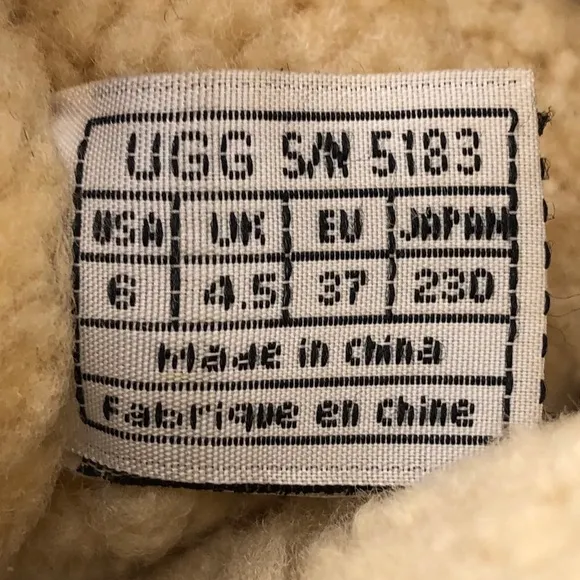 UGG S/N 5183
USA UK EU JAPAN
6 4.5 37 230
Made in China
Fabrique en Chine